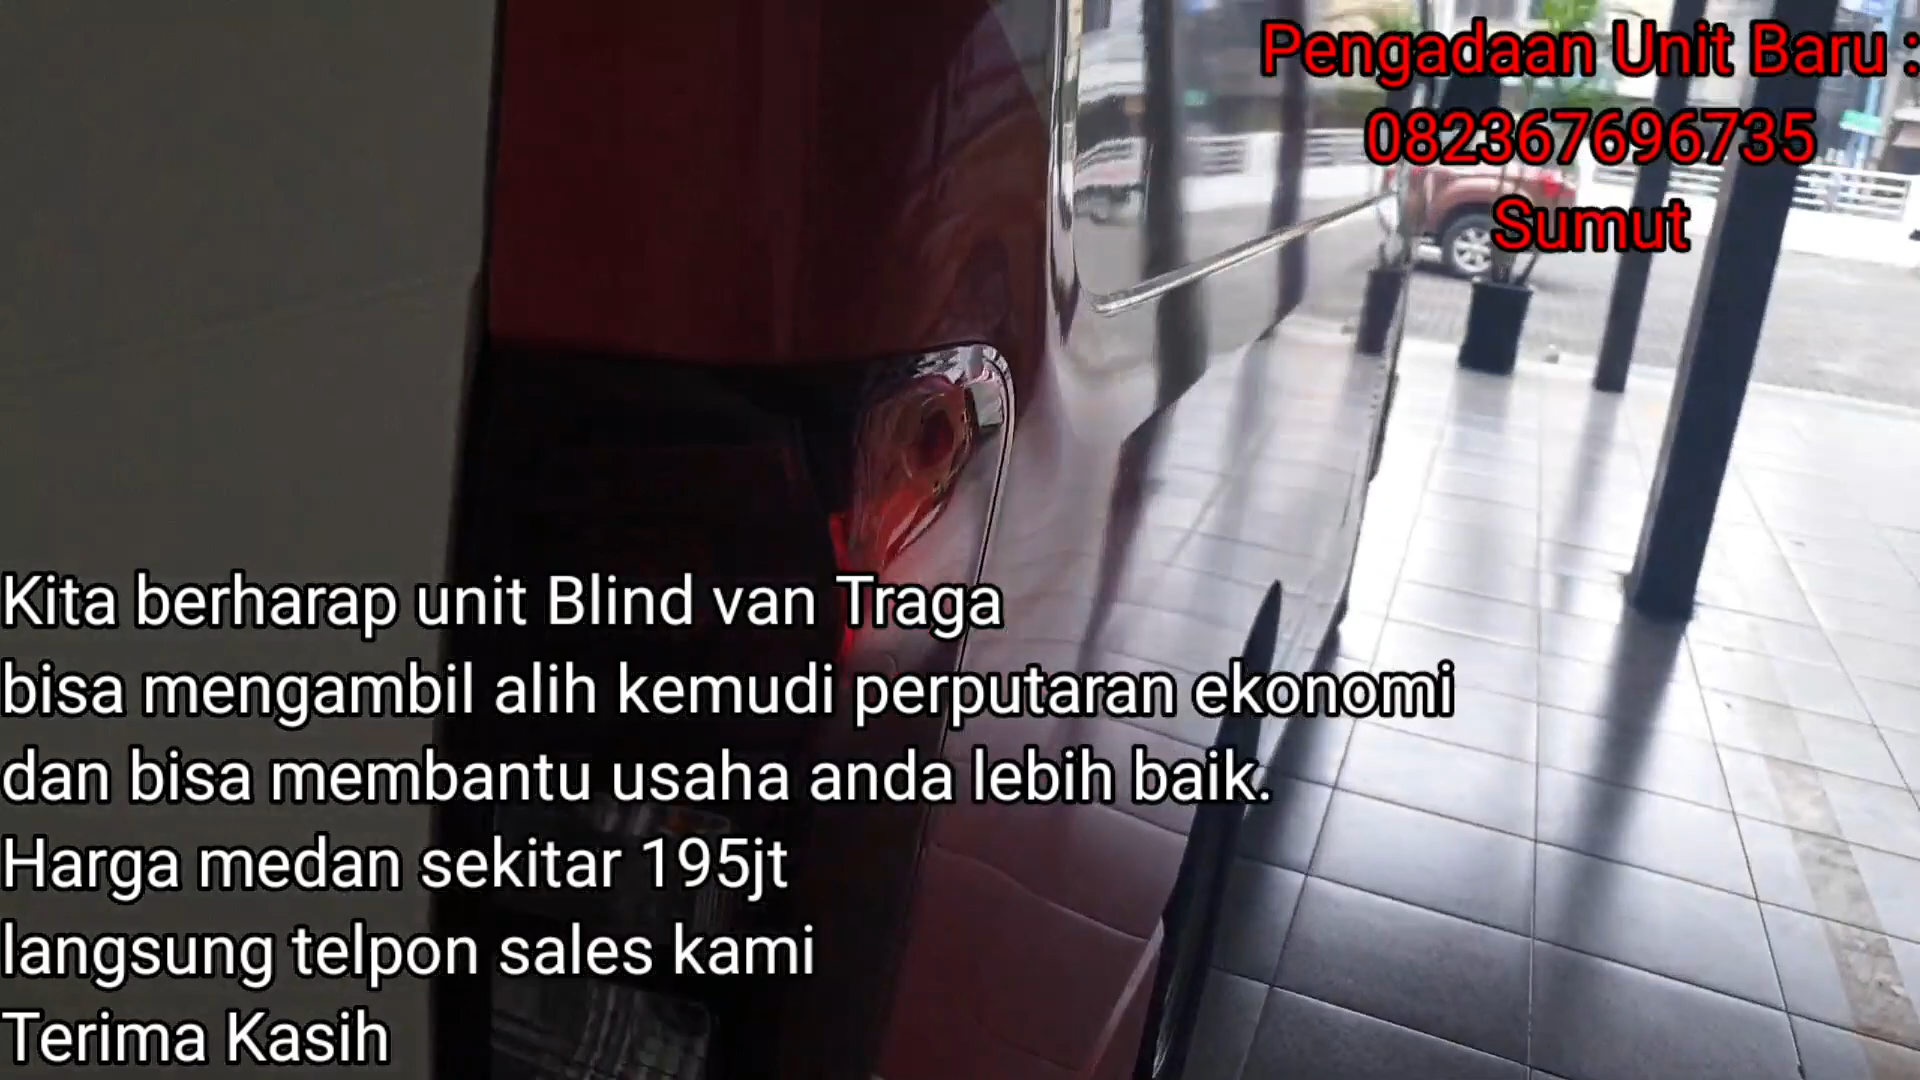 Pengadaan Unit Baru :
082367696735
Sumut
Kita berharap unit Blind van Traga
bisa mengambil alih kemudi perputaran ekonomi
dan bisa membantu usaha anda lebih baik.
Harga medan sekitar 195jt
langsung telpon sales kami
Terima Kasih